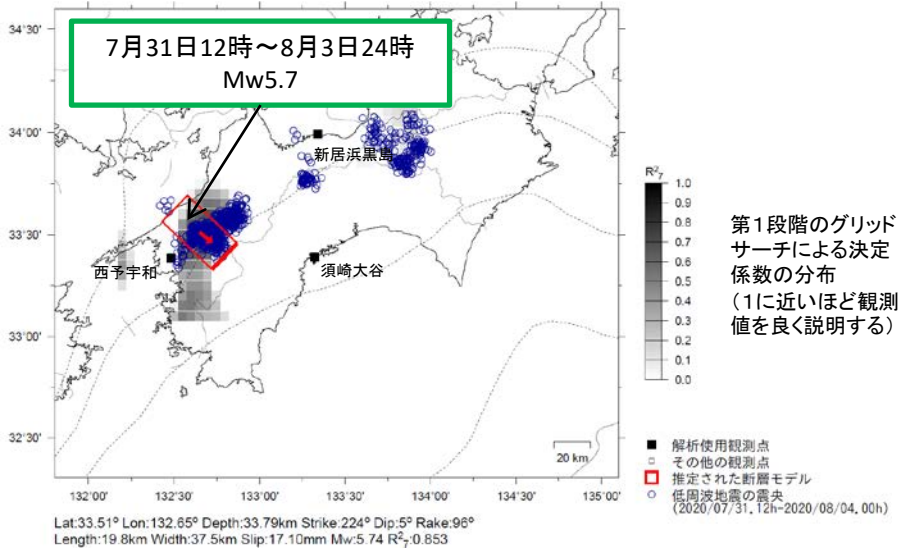 34°30'
7月31日12時～8月3日24時
Mw5.7
34°00'
新居浜黒島
33°30'
西予宇和
須崎大谷
33°00'
32°30'
20 km
132°00' 132°30' 133°00' 133°30' 134°00' 134°30' 135°00'
R²₇
1.0
0.9
0.8
0.7
0.6
0.5
0.4
0.3
0.2
0.1
0.0
第1段階のグリッド
サーチによる決定
係数の分布
(1に近いほど観測
値を良く説明する)
解析使用観測点
その他の観測点
推定された断層モデル
低周波地震の震央
(2020/07/31.12h-2020/08/04.00h)
Lat:33.51° Lon:132.65° Depth:33.79km Strike:224° Dip:5° Rake:96°
Length:19.8km Width:37.5km Slip:17.10mm Mw:5.74 R²₇:0.853